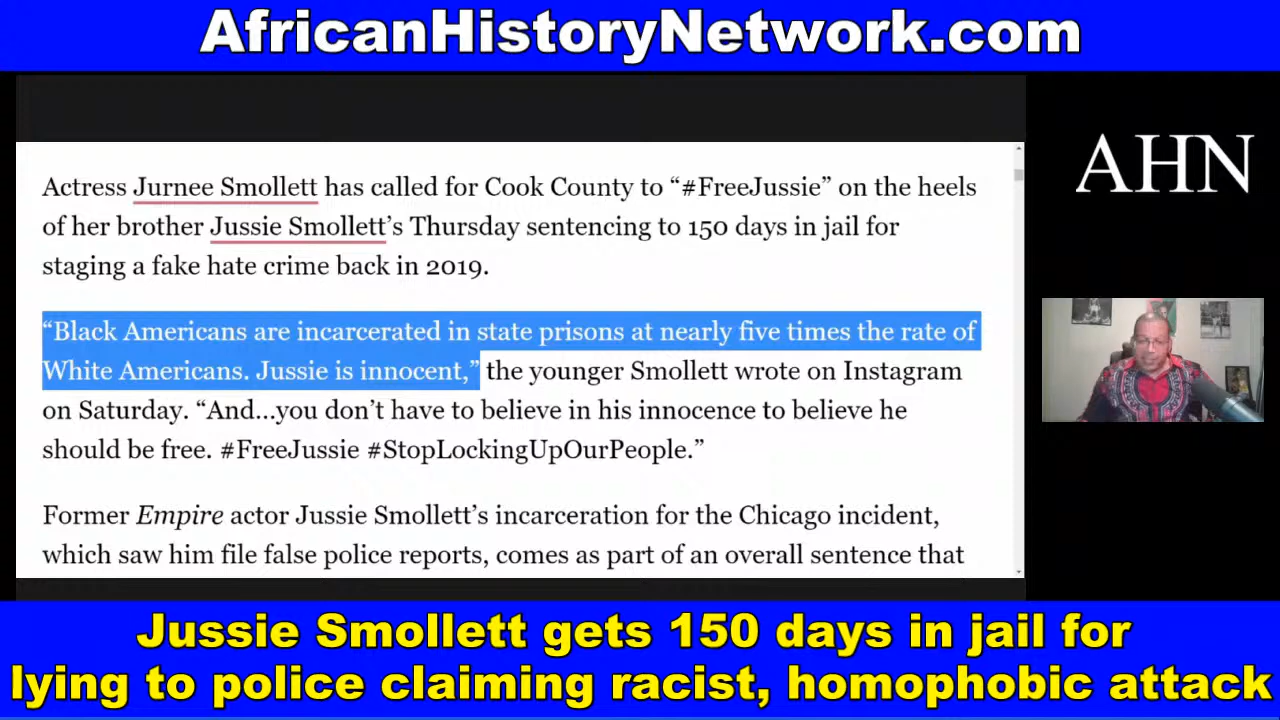 AfricanHistoryNetwork.com
AHN
Actress Jurnee Smollett has called for Cook County to “#FreeJussie” on the heels
of her brother Jussie Smollett’s Thursday sentencing to 150 days in jail for
staging a fake hate crime back in 2019.
“Black Americans are incarcerated in state prisons at nearly five times the rate of
White Americans. Jussie is innocent,” the younger Smollett wrote on Instagram
on Saturday. “And…you don’t have to believe in his innocence to believe he
should be free. #FreeJussie #StopLockingUpOurPeople.”
Former Empire actor Jussie Smollett’s incarceration for the Chicago incident,
which saw him file false police reports, comes as part of an overall sentence that
Jussie Smollett gets 150 days in jail for
lying to police claiming racist, homophobic attack